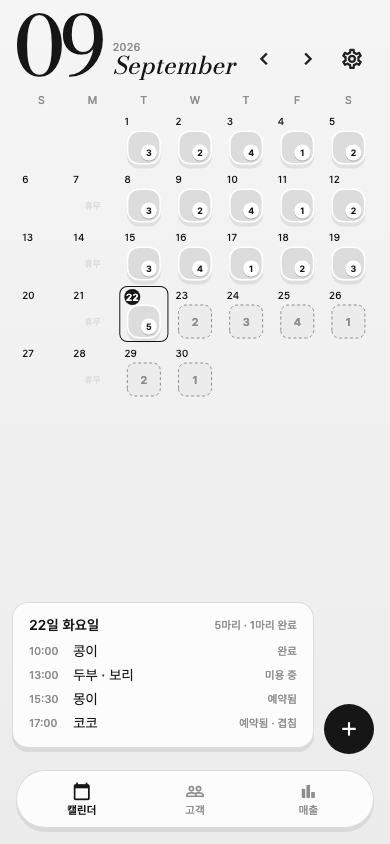 09
2026
September
S M T W T F S
1 2 3 4 5
3 2 4 1 2
6 7 8 9 10 11 12
휴무 3 2 4 1 2
13 14 15 16 17 18 19
휴무 3 4 1 2 3
20 21 22 23 24 25 26
휴무 5 2 3 4 1
27 28 29 30
휴무 2 1
22일 화요일 5마리 · 1마리 완료
10:00 콩이 완료
13:00 두부 · 보리 미용 중
15:30 몽이 예약됨
17:00 코코 예약됨 · 겹침
캘린더 고객 매출